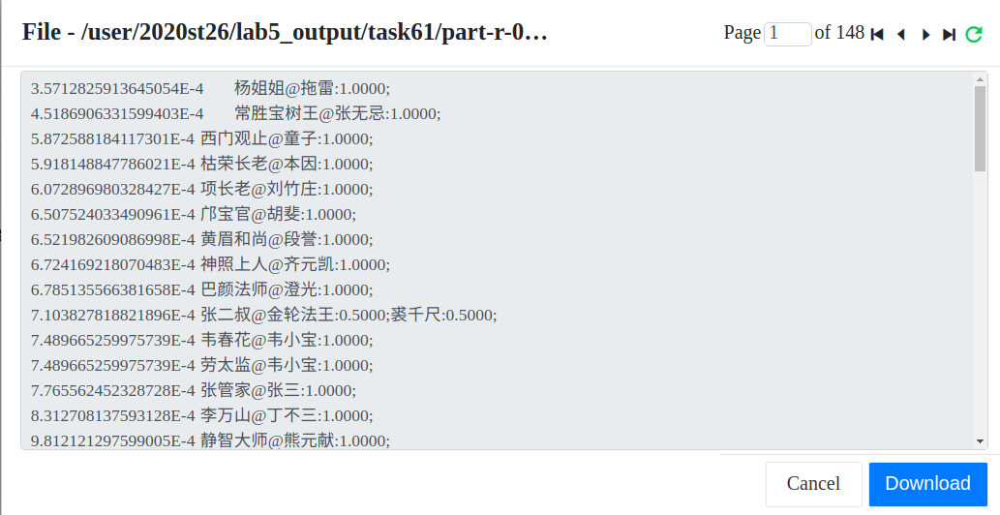 File - /user/2020st26/lab5_output/task61/part-r-0…
Page 1 of 148
3.5712825913645054E-4 杨姐姐@拖雷:1.0000;
4.5186906331599403E-4 常胜宝树王@张无忌:1.0000;
5.872588184117301E-4 西门观止@童子:1.0000;
5.918148847786021E-4 枯荣长老@本因:1.0000;
6.072896980328427E-4 项长老@刘竹庄:1.0000;
6.507524033490961E-4 邝宝官@胡斐:1.0000;
6.521982609086998E-4 黄眉和尚@段誉:1.0000;
6.724169218070483E-4 神照上人@齐元凯:1.0000;
6.785135566381658E-4 巴颜法师@澄光:1.0000;
7.103827818821896E-4 张二叔@金轮法王:0.5000;裘千尺:0.5000;
7.489665259975739E-4 韦春花@韦小宝:1.0000;
7.489665259975739E-4 劳太监@韦小宝:1.0000;
7.765562452328728E-4 张管家@张三:1.0000;
8.312708137593128E-4 李万山@丁不三:1.0000;
9.812121297599005E-4 静智大师@熊元献:1.0000;
Cancel Download